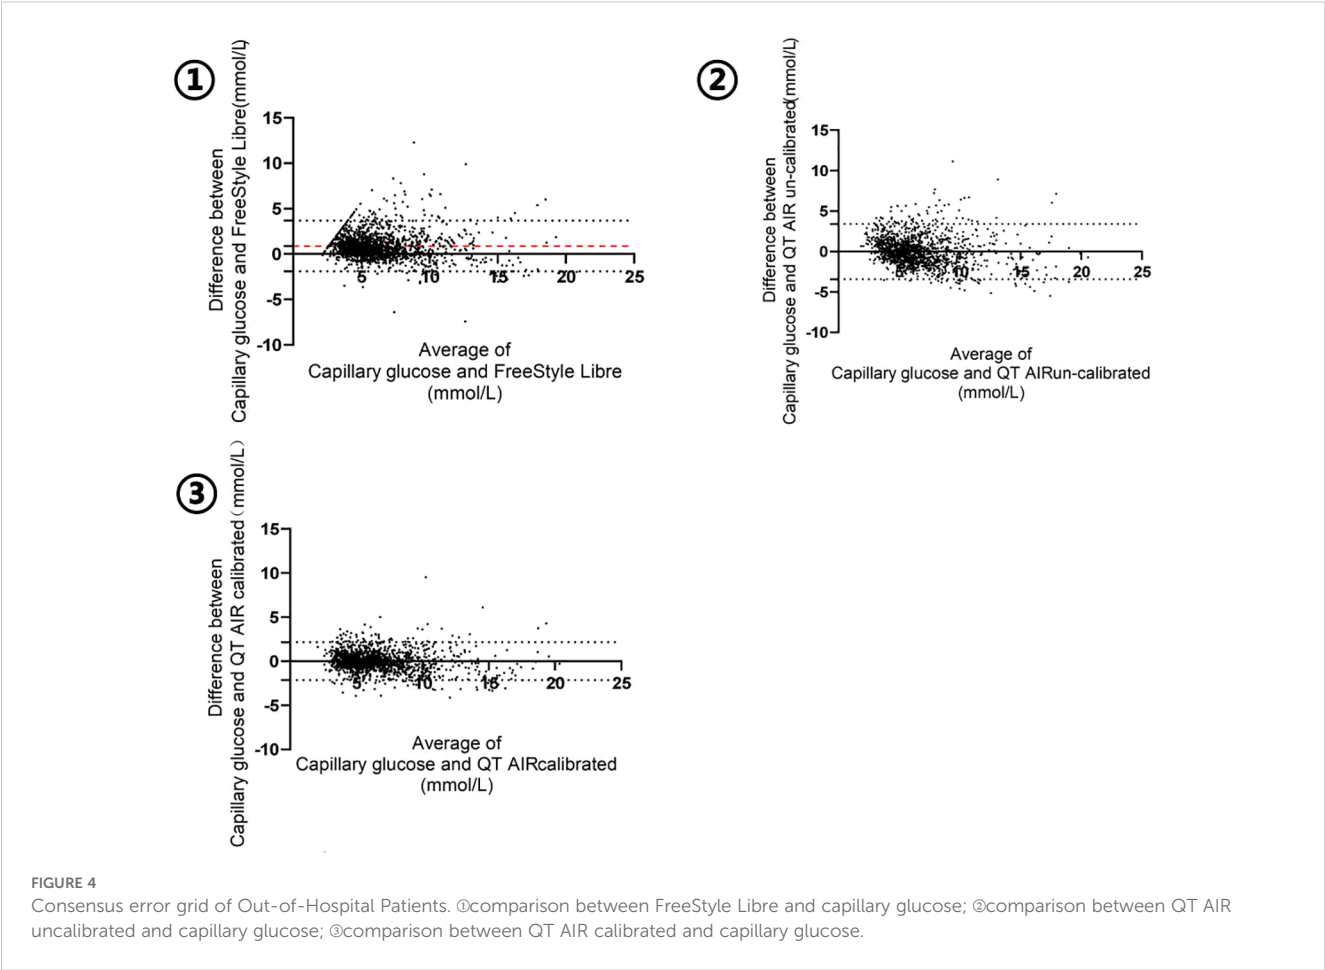 ①
Difference between
Capillary glucose and FreeStyle Libre(mmol/L)
15
10
5
0
-5
-10
5
10
15
20
25
Average of
Capillary glucose and FreeStyle Libre
(mmol/L)
②
Difference between
Capillary glucose and QT AIR un-calibrated(mmol/L)
15
10
5
0
-5
-10
5
10
15
20
25
Average of
Capillary glucose and QT AIRun-calibrated
(mmol/L)
③
Difference between
Capillary glucose and QT AIR calibrated(mmol/L)
15
10
5
0
-5
-10
5
10
15
20
25
Average of
Capillary glucose and QT AIRcalibrated
(mmol/L)
FIGURE 4
Consensus error grid of Out-of-Hospital Patients. ①comparison between FreeStyle Libre and capillary glucose; ②comparison between QT AIR
uncalibrated and capillary glucose; ③comparison between QT AIR calibrated and capillary glucose.